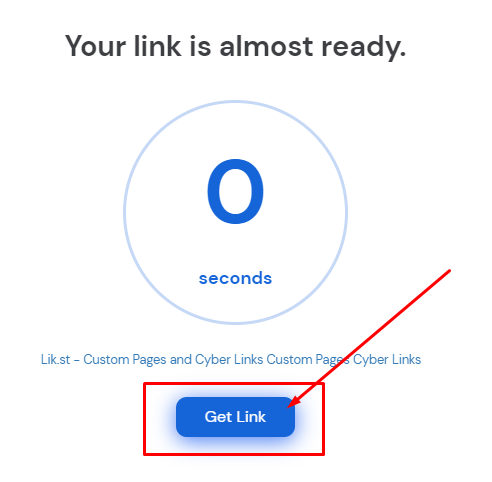 Your link is almost ready.
0
seconds
Lik.st - Custom Pages and Cyber Links Custom Pages Cyber Links
Get Link